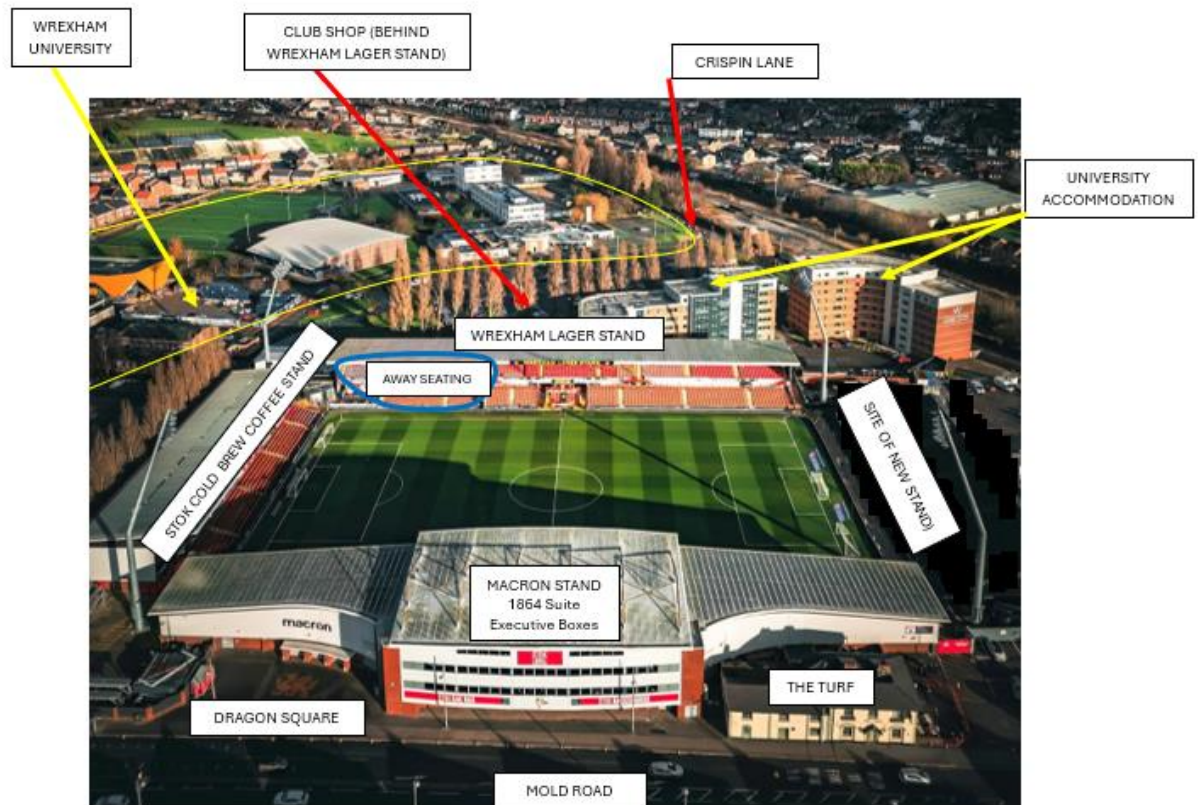 WREXHAM
UNIVERSITY
CLUB SHOP (BEHIND
WREXHAM LAGER STAND)
CRISPIN LANE
UNIVERSITY
ACCOMMODATION
WREXHAM LAGER STAND
AWAY SEATING
STOK COLD BREW COFFEE STAND
SITE OF NEW STAND)
MACRON STAND
1864 Suite
Executive Boxes
macron
THE TURF
DRAGON SQUARE
MOLD ROAD